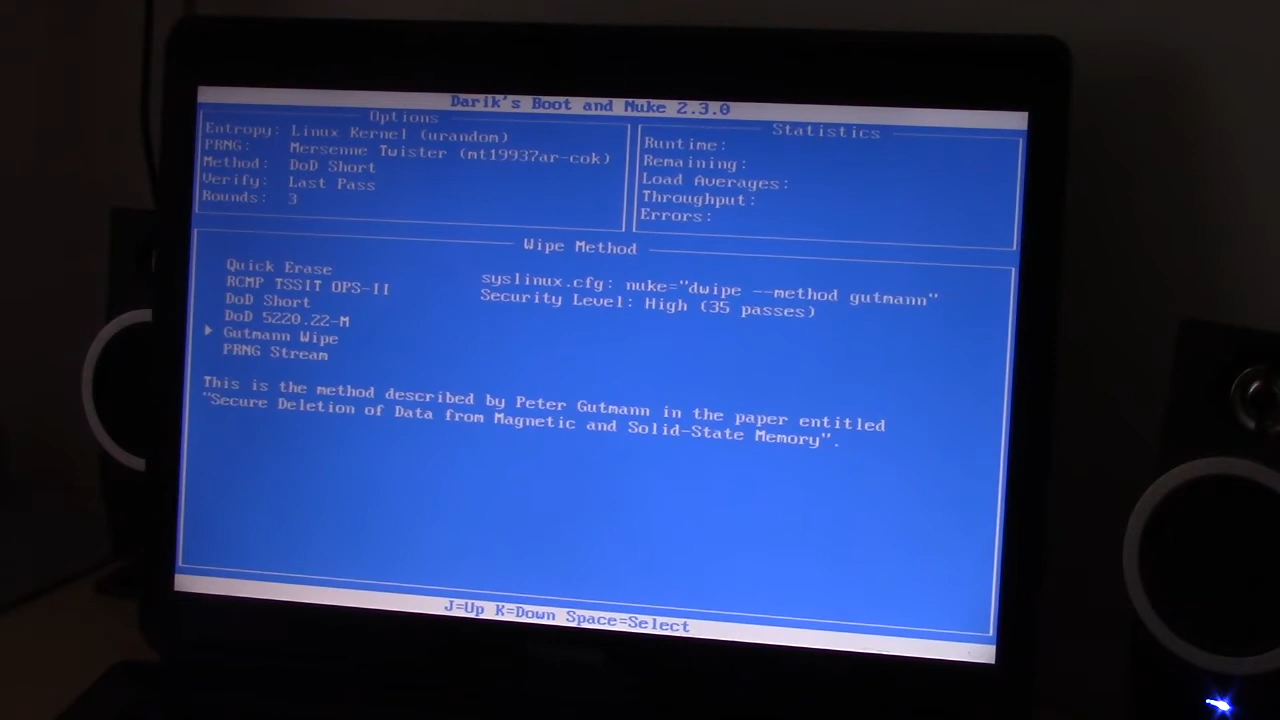 Darik's Boot and Nuke 2.3.0
Options
Entropy: Linux Kernel (urandom)
PRNG: Mersenne Twister (mt19937ar-cok)
Method: DoD Short
Verify: Last Pass
Rounds: 3
Statistics
Runtime:
Remaining:
Load Averages:
Throughput:
Errors:
Wipe Method
Quick Erase
RCMP TSSIT OPS-II
DoD Short
DoD 5220.22-M
Gutmann Wipe
PRNG Stream
syslinux.cfg: nuke="dwipe --method gutmann"
Security Level: High (35 passes)
This is the method described by Peter Gutmann in the paper entitled
"Secure Deletion of Data from Magnetic and Solid-State Memory".
J=Up K=Down Space=Select